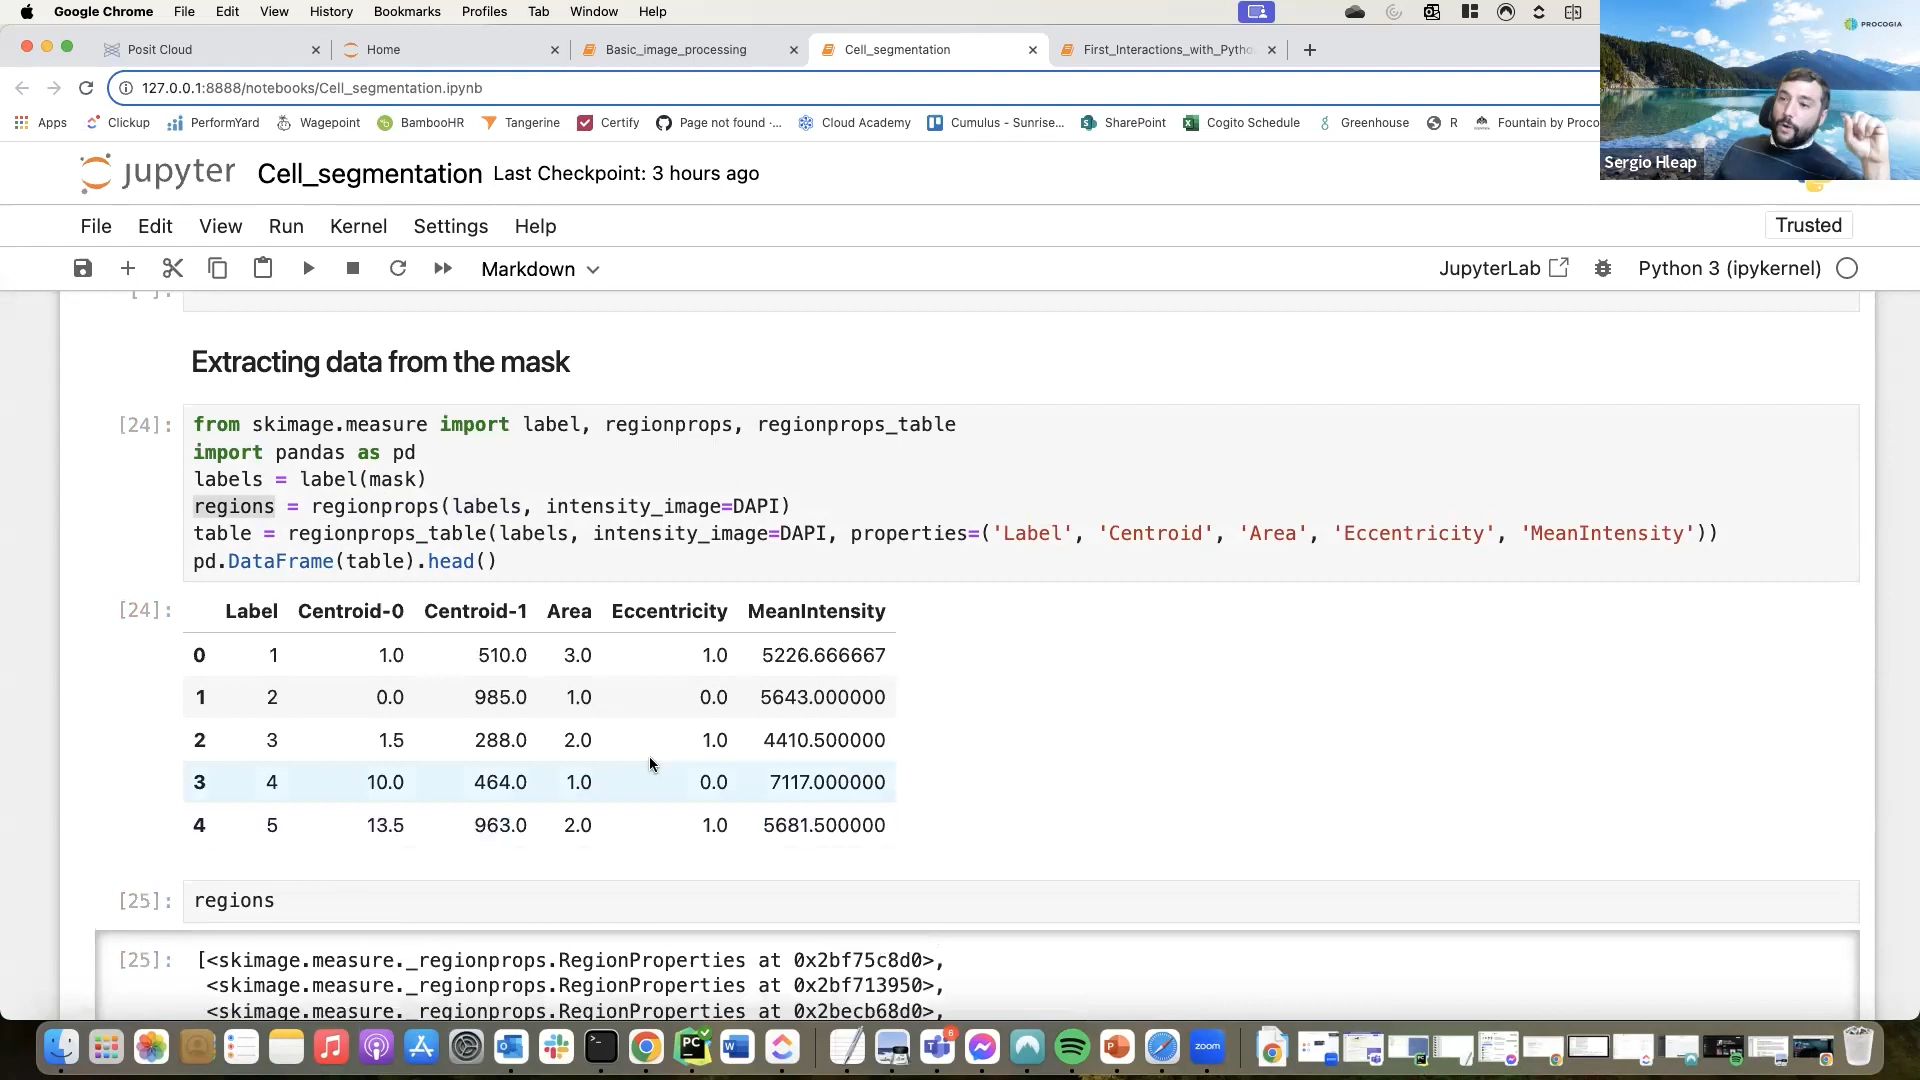 Google Chrome File Edit View History Bookmarks Profiles Tab Window Help
PROCOGIA
Posit Cloud Home Basic_image_processing Cell_segmentation First_Interactions_with_Pytho
127.0.0.1:8888/notebooks/Cell_segmentation.ipynb
Apps Clickup PerformYard Wagepoint BambooHR Tangerine Certify Page not found -... Cloud Academy Cumulus - Sunrise... SharePoint Cogito Schedule Greenhouse R Fountain by Proco
Sergio Hleap
jupyter Cell_segmentation Last Checkpoint: 3 hours ago
File Edit View Run Kernel Settings Help Trusted
Markdown JupyterLab Python 3 (ipykernel)
[ ]:
Extracting data from the mask
[24]: from skimage.measure import label, regionprops, regionprops_table
import pandas as pd
labels = label(mask)
regions = regionprops(labels, intensity_image=DAPI)
table = regionprops_table(labels, intensity_image=DAPI, properties=('Label', 'Centroid', 'Area', 'Eccentricity', 'MeanIntensity'))
pd.DataFrame(table).head()
[24]: Label Centroid-0 Centroid-1 Area Eccentricity MeanIntensity
0 1 1.0 510.0 3.0 1.0 5226.666667
1 2 0.0 985.0 1.0 0.0 5643.000000
2 3 1.5 288.0 2.0 1.0 4410.500000
3 4 10.0 464.0 1.0 0.0 7117.000000
4 5 13.5 963.0 2.0 1.0 5681.500000
[25]: regions
[25]: [<skimage.measure._regionprops.RegionProperties at 0x2bf75c8d0>,
<skimage.measure._regionprops.RegionProperties at 0x2bf713950>,
<skimage.measure._regionprops.RegionProperties at 0x2becb68d0>,
PC W zoom